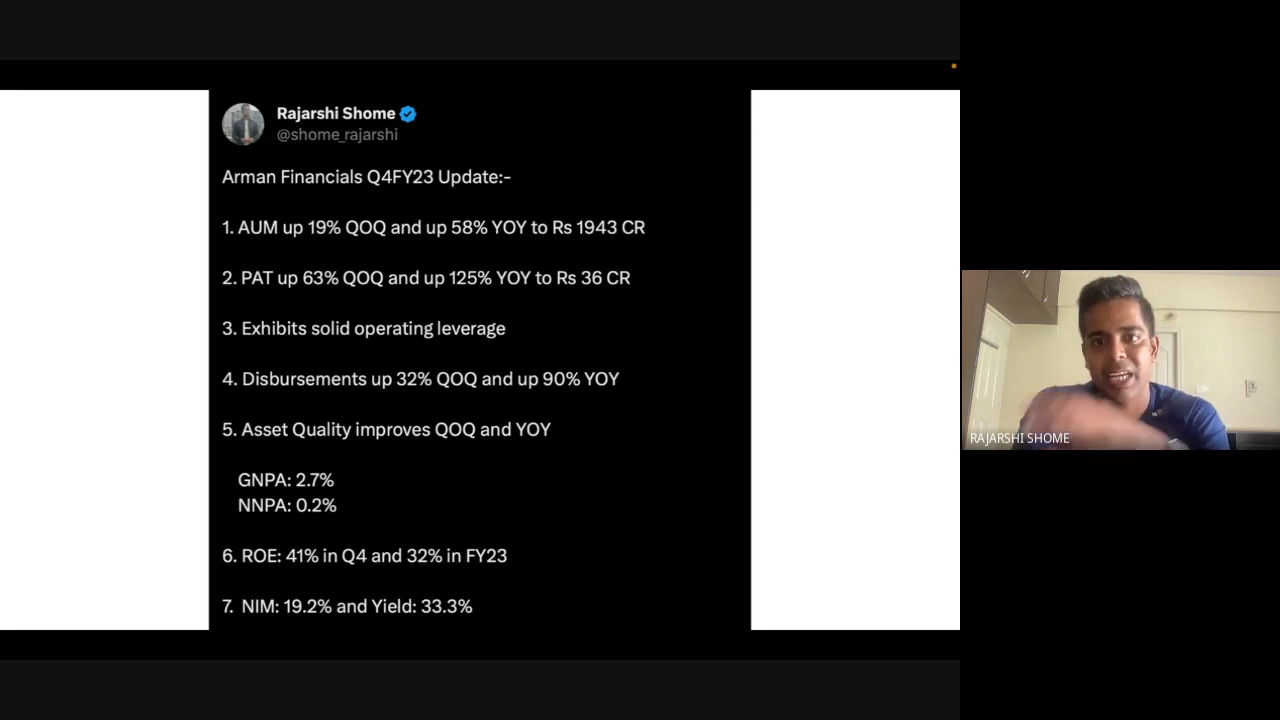 Rajarshi Shome
@shome_rajarshi
Arman Financials Q4FY23 Update:-
1. AUM up 19% QOQ and up 58% YOY to Rs 1943 CR
2. PAT up 63% QOQ and up 125% YOY to Rs 36 CR
3. Exhibits solid operating leverage
4. Disbursements up 32% QOQ and up 90% YOY
5. Asset Quality improves QOQ and YOY
GNPA: 2.7%
NNPA: 0.2%
6. ROE: 41% in Q4 and 32% in FY23
7. NIM: 19.2% and Yield: 33.3%
RAJARSHI SHOME